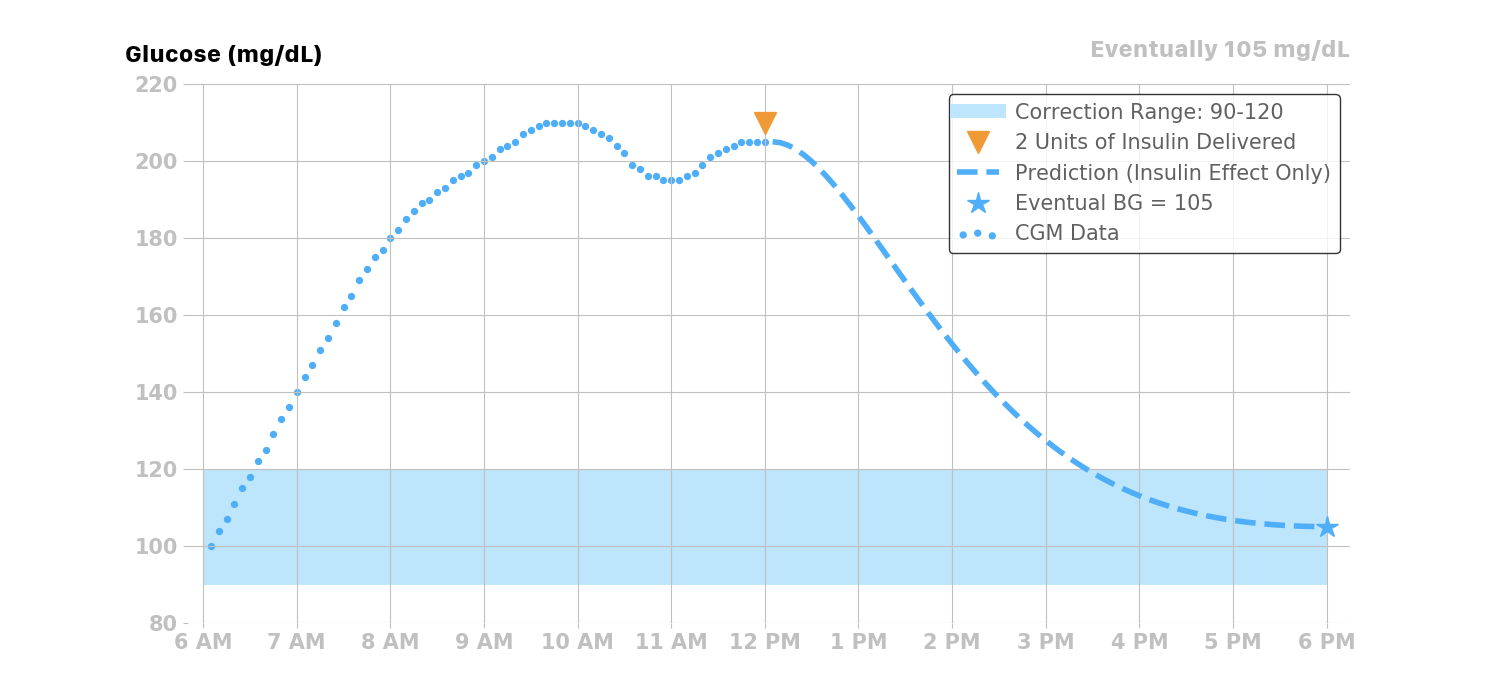 Glucose (mg/dL)
Eventually 105 mg/dL
220
200
180
160
140
120
100
80
Correction Range: 90-120
2 Units of Insulin Delivered
Prediction (Insulin Effect Only)
Eventual BG = 105
CGM Data
6 AM 7 AM 8 AM 9 AM 10 AM 11 AM 12 PM 1 PM 2 PM 3 PM 4 PM 5 PM 6 PM